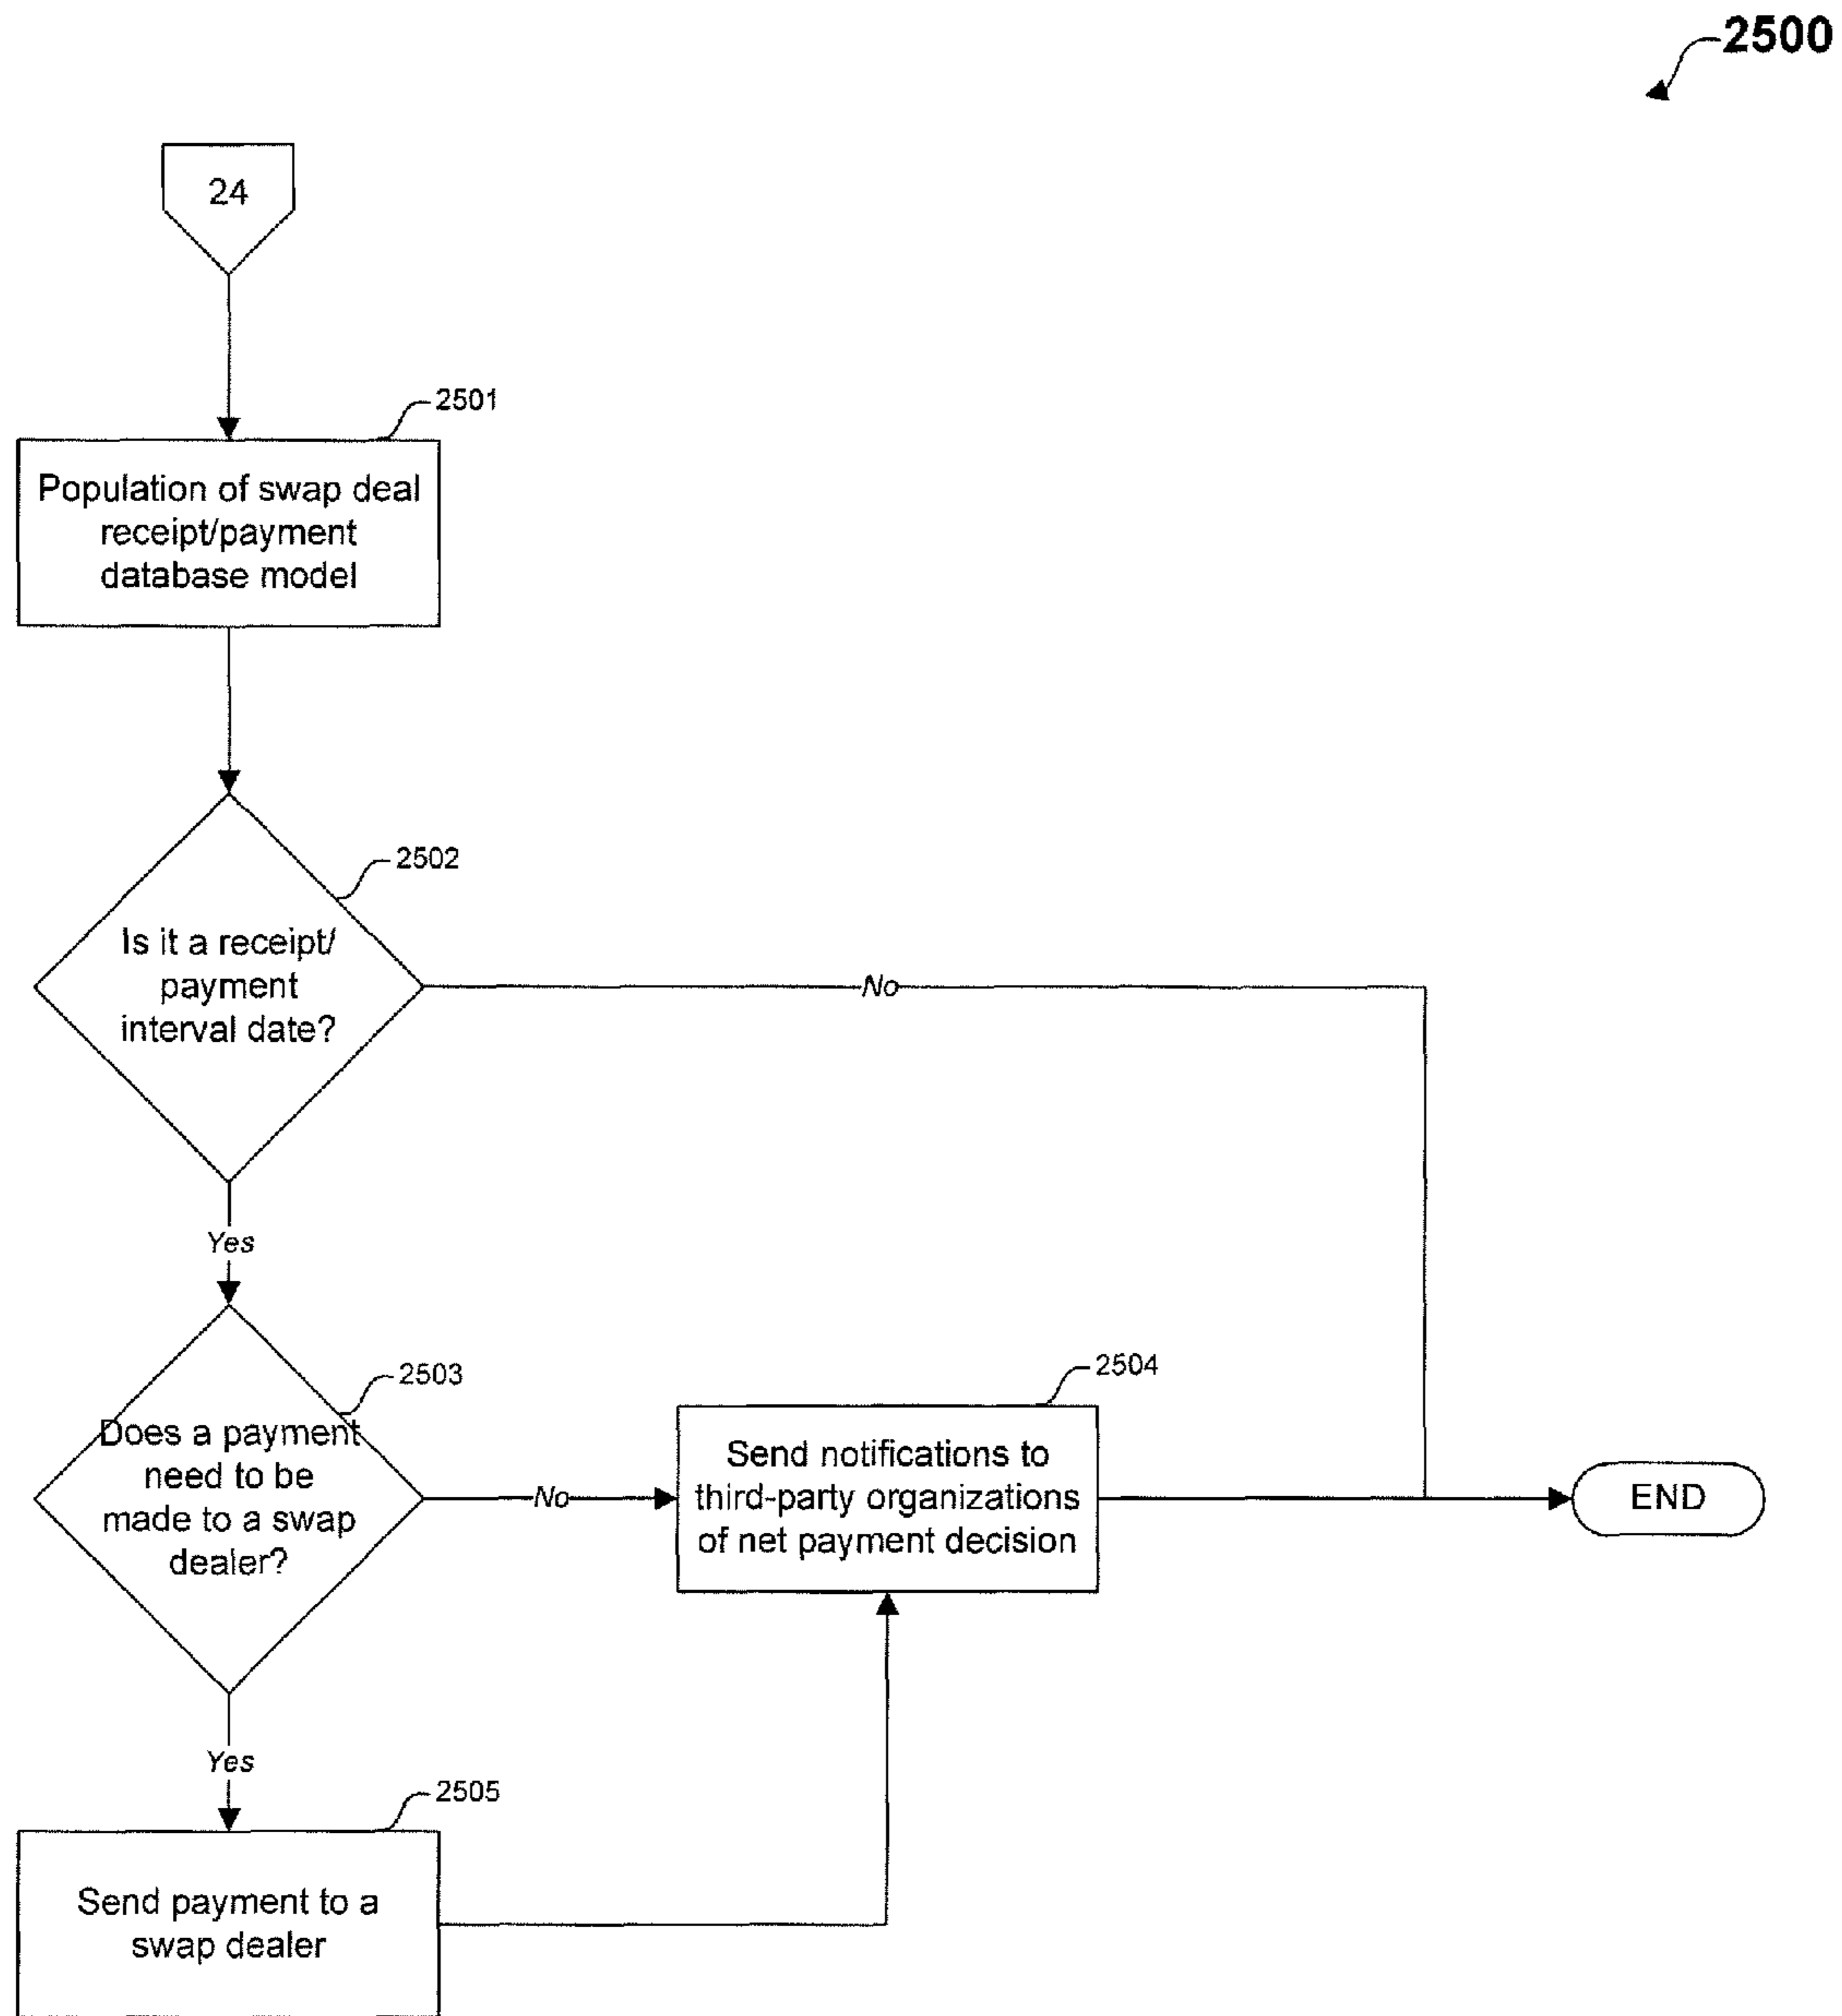 2500
24
2501
Population of swap deal
receipt/payment
database model
2502
Is it a receipt/
payment
interval date?
No
Yes
2503
Does a payment
need to be
made to a swap
dealer?
No
2504
Send notifications to
third-party organizations
of net payment decision
END
Yes
2505
Send payment to a
swap dealer